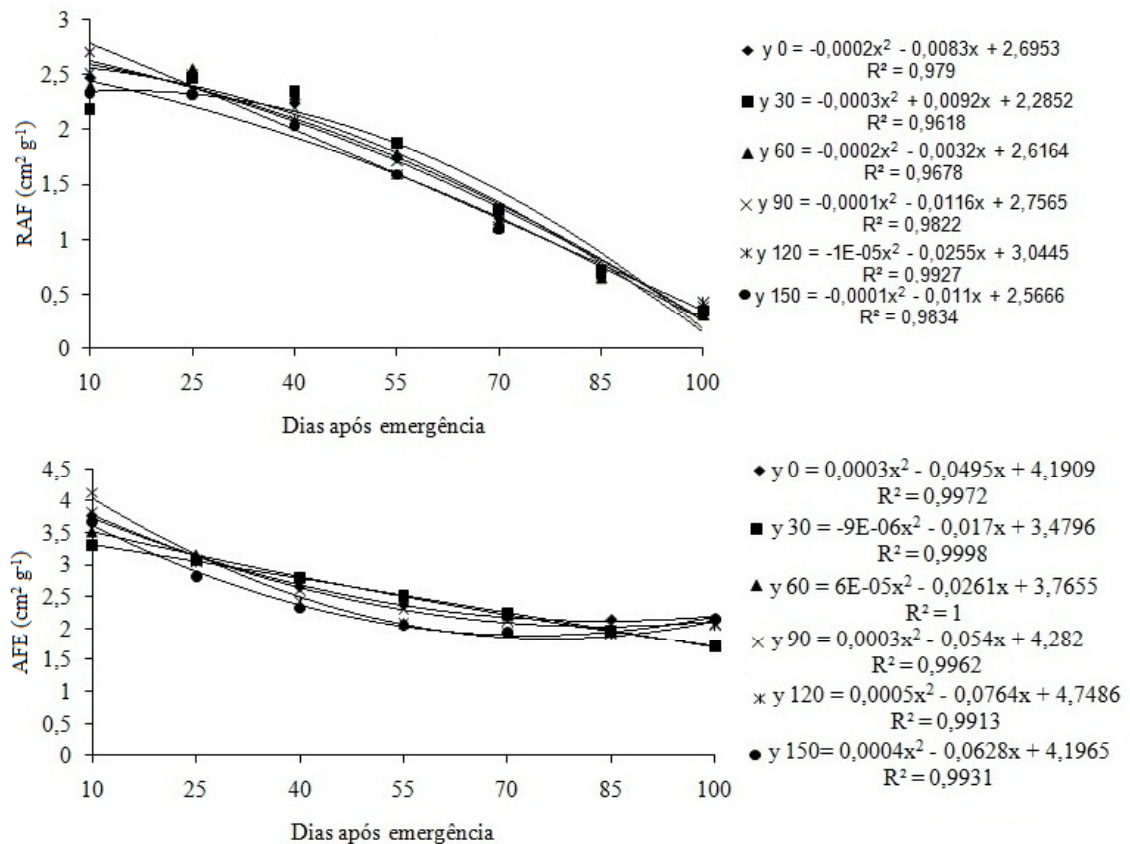 RAF (cm² g⁻¹)
3
2,5
2
1,5
1
0,5
0
10 25 40 55 70 85 100
Dias após emergência
y 0 = -0,0002x² - 0,0083x + 2,6953
R² = 0,979
y 30 = -0,0003x² + 0,0092x + 2,2852
R² = 0,9618
y 60 = -0,0002x² - 0,0032x + 2,6164
R² = 0,9678
y 90 = -0,0001x² - 0,0116x + 2,7565
R² = 0,9822
y 120 = -1E-05x² - 0,0255x + 3,0445
R² = 0,9927
y 150 = -0,0001x² - 0,011x + 2,5666
R² = 0,9834
AFE (cm² g⁻¹)
4,5
4
3,5
3
2,5
2
1,5
1
0,5
0
10 25 40 55 70 85 100
Dias após emergência
y 0 = 0,0003x² - 0,0495x + 4,1909
R² = 0,9972
y 30 = -9E-06x² - 0,017x + 3,4796
R² = 0,9998
y 60 = 6E-05x² - 0,0261x + 3,7655
R² = 1
y 90 = 0,0003x² - 0,054x + 4,282
R² = 0,9962
y 120 = 0,0005x² - 0,0764x + 4,7486
R² = 0,9913
y 150= 0,0004x² - 0,0628x + 4,1965
R² = 0,9931